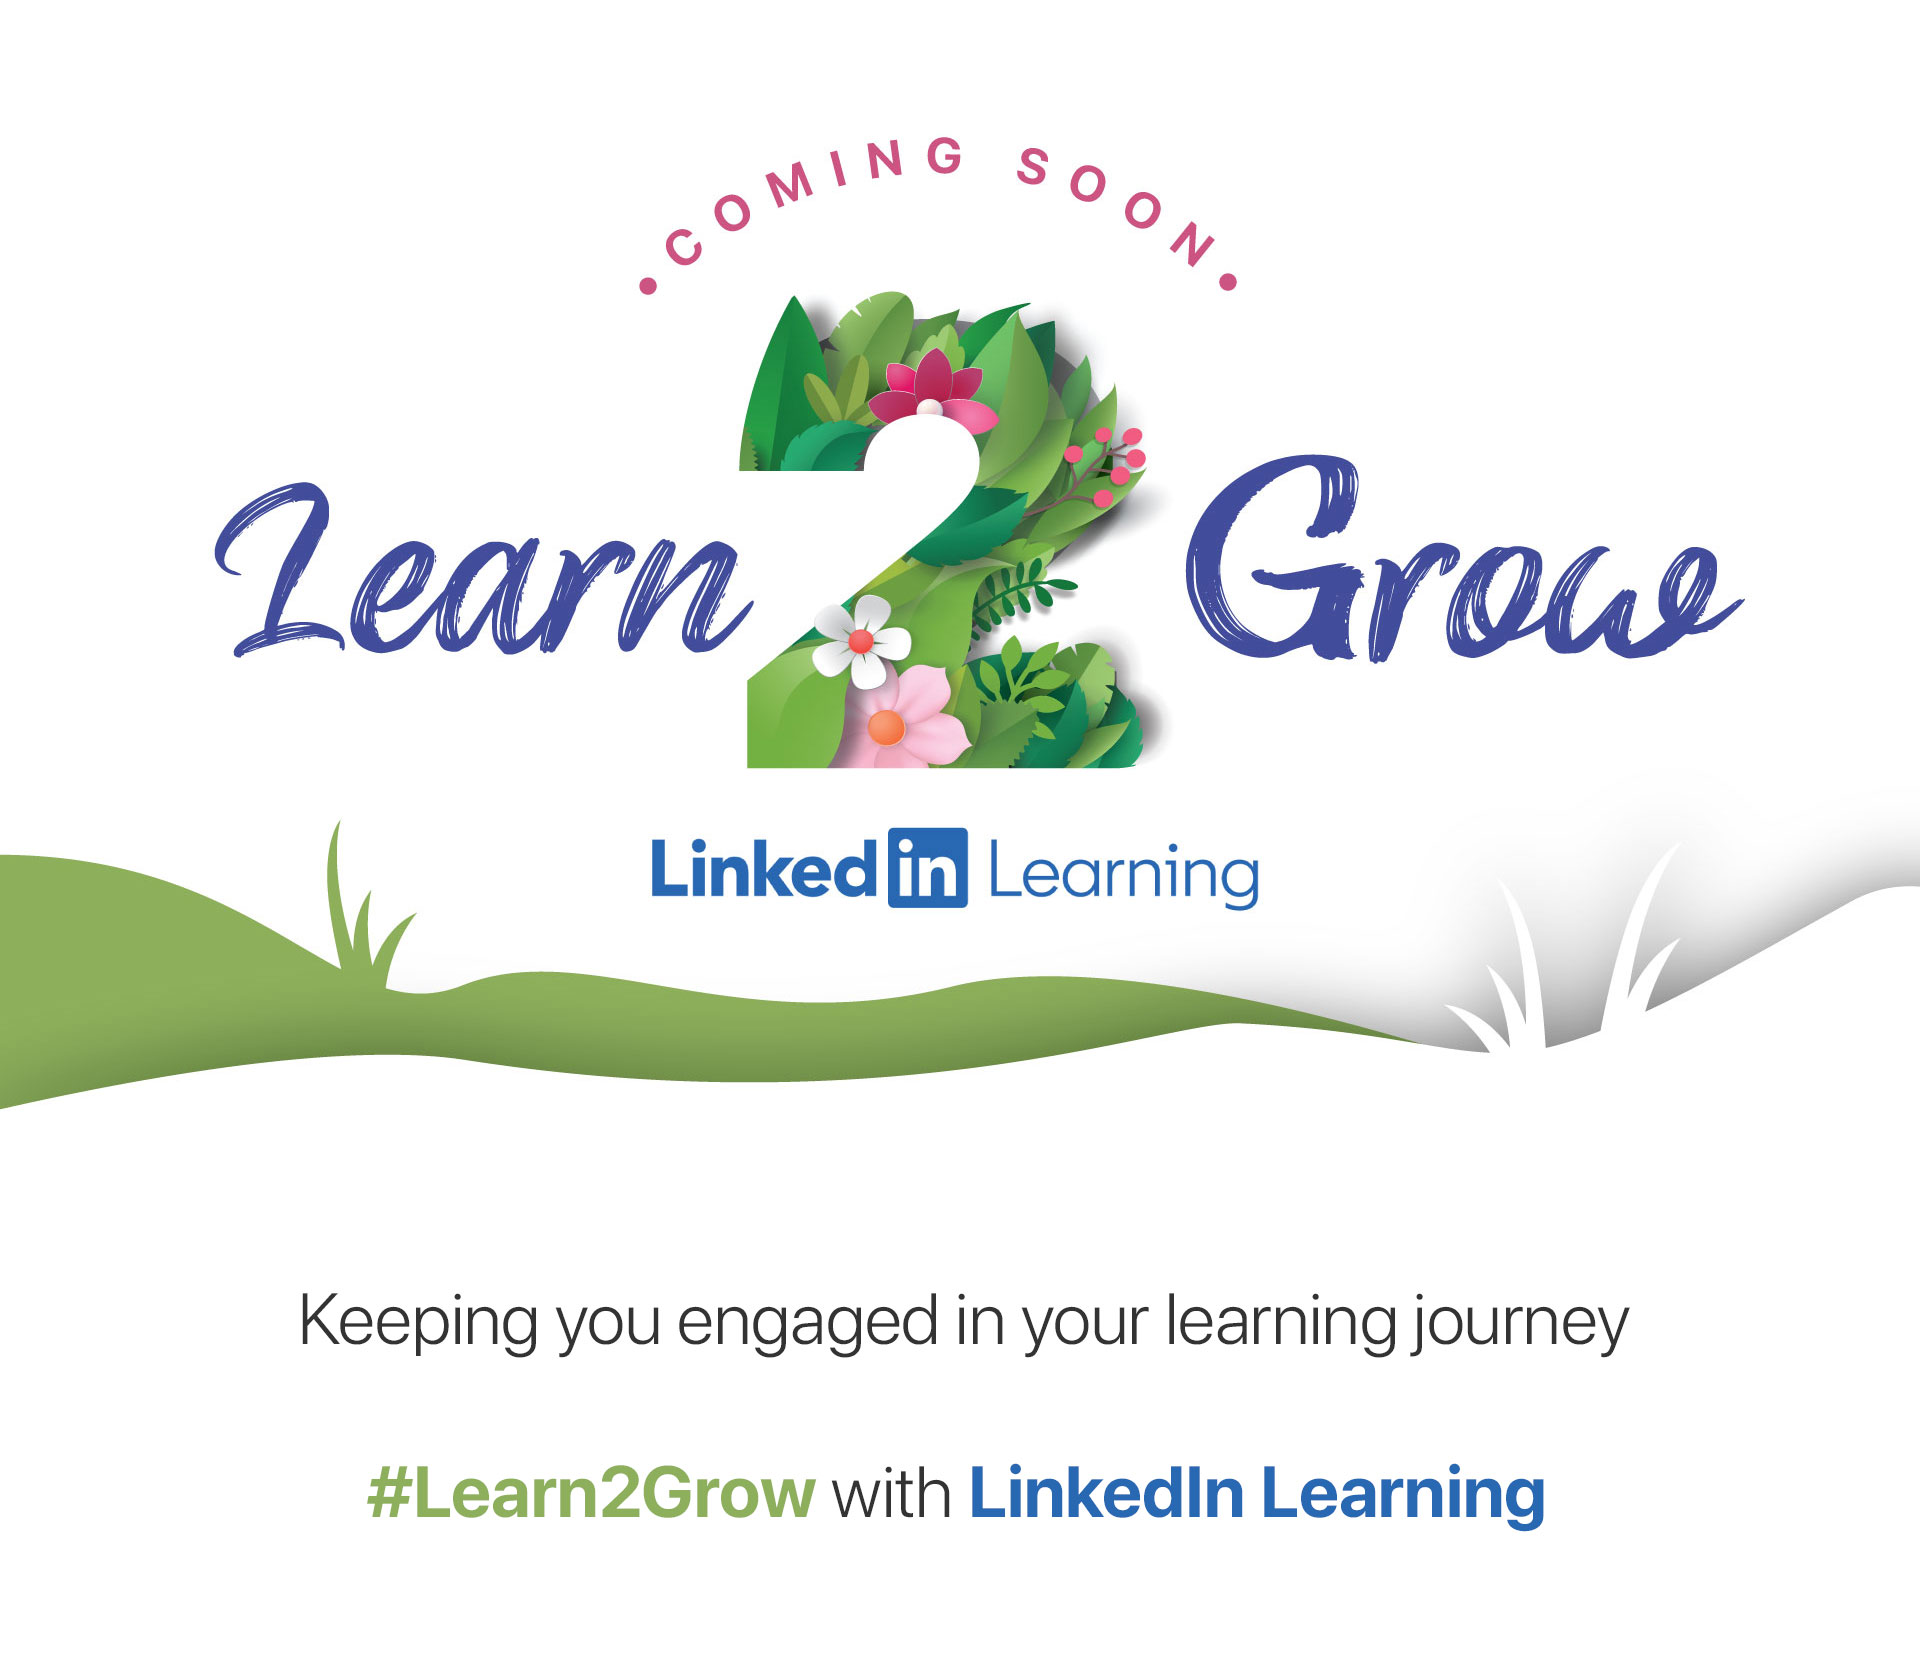 •COMING SOON•
Learn 2 Grow
Linkedin Learning
Keeping you engaged in your learning journey
#Learn2Grow with LinkedIn Learning